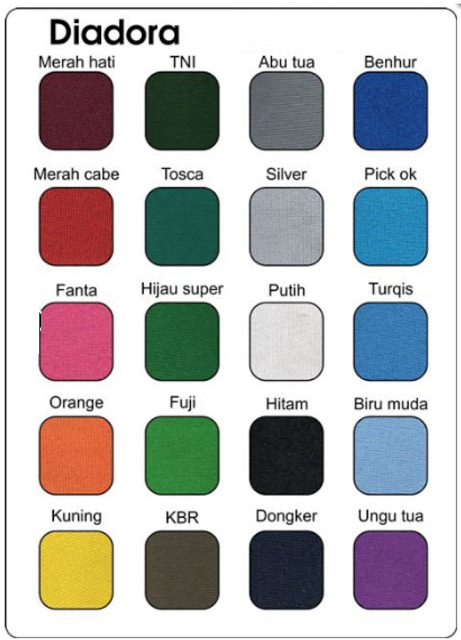 Diadora
Merah hati TNI Abu tua Benhur
Merah cabe Tosca Silver Pick ok
Fanta Hijau super Putih Turqis
Orange Fuji Hitam Biru muda
Kuning KBR Dongker Ungu tua